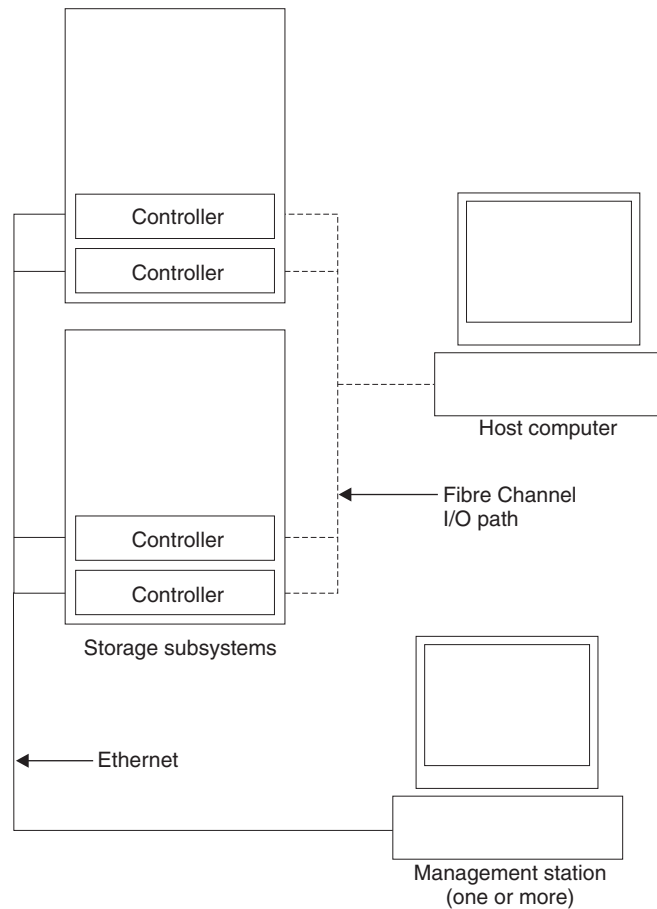 Controller
Controller
Host computer
Fibre Channel
I/O path
Controller
Controller
Storage subsystems
Ethernet
Management station
(one or more)